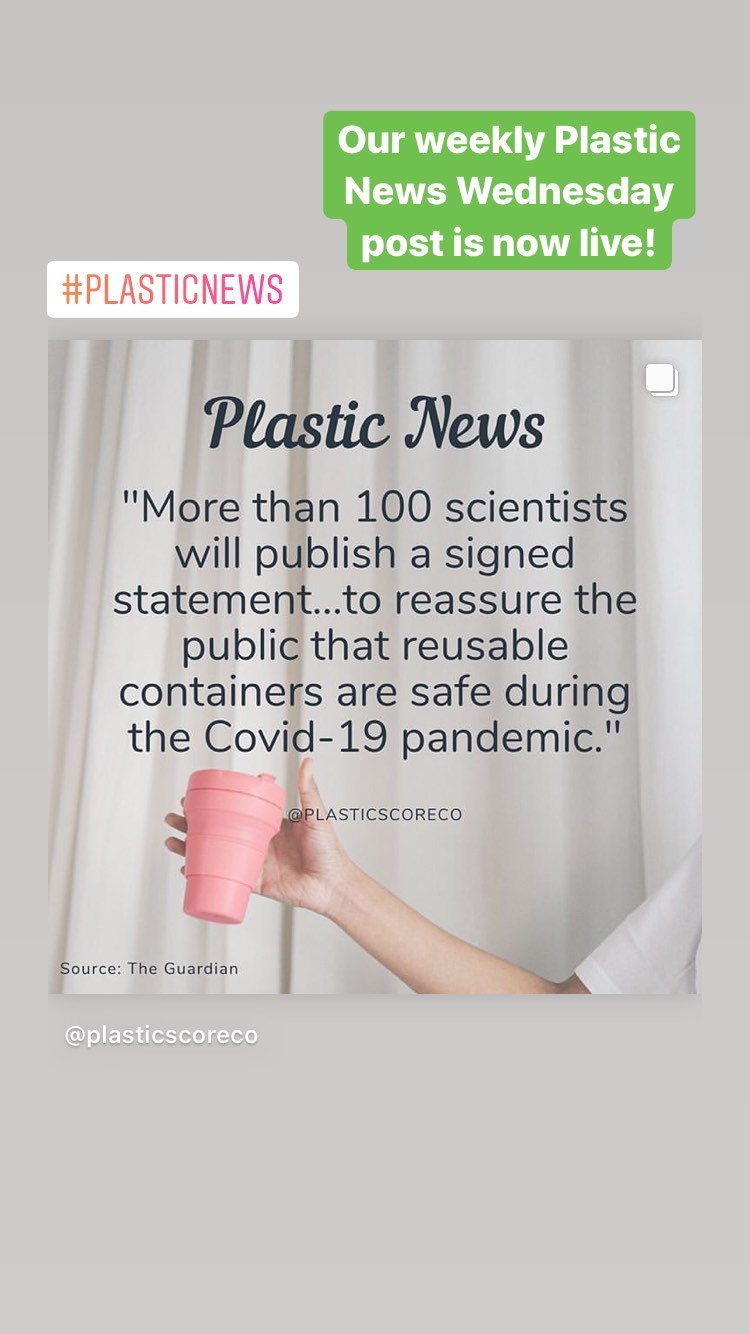 Our weekly Plastic
News Wednesday
post is now live!
#PLASTICNEWS
Plastic News
"More than 100 scientists
will publish a signed
statement...to reassure the
public that reusable
containers are safe during
the Covid-19 pandemic."
@PLASTICSCORECO
Source: The Guardian
@plasticscoreco